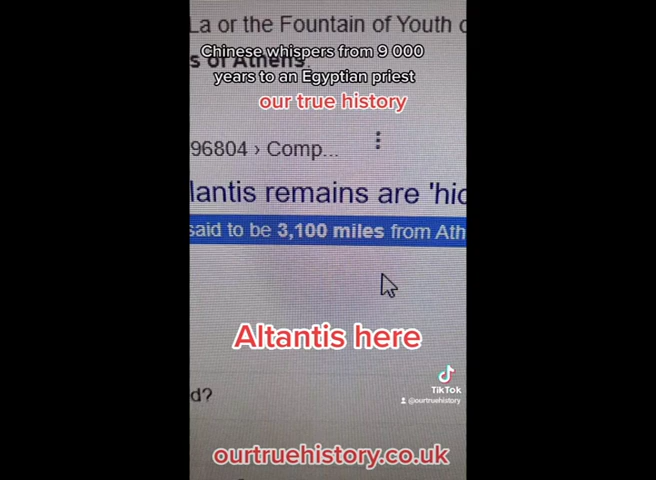 La or the Fountain of Youth
Chinese whispers from 9 000
s of Athens.
years to an Egyptian priest
our true history
96804 › Comp...
lantis remains are 'hid
said to be 3,100 miles from Ath
Altantis here
TikTok
@ourtruehistory
d?
ourtruehistory.co.uk